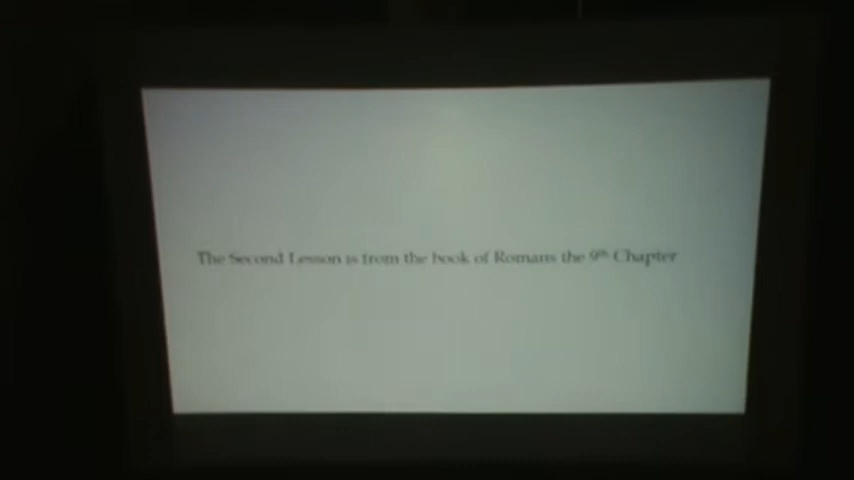 The Second Lesson is from the book of Romans the 9th Chapter